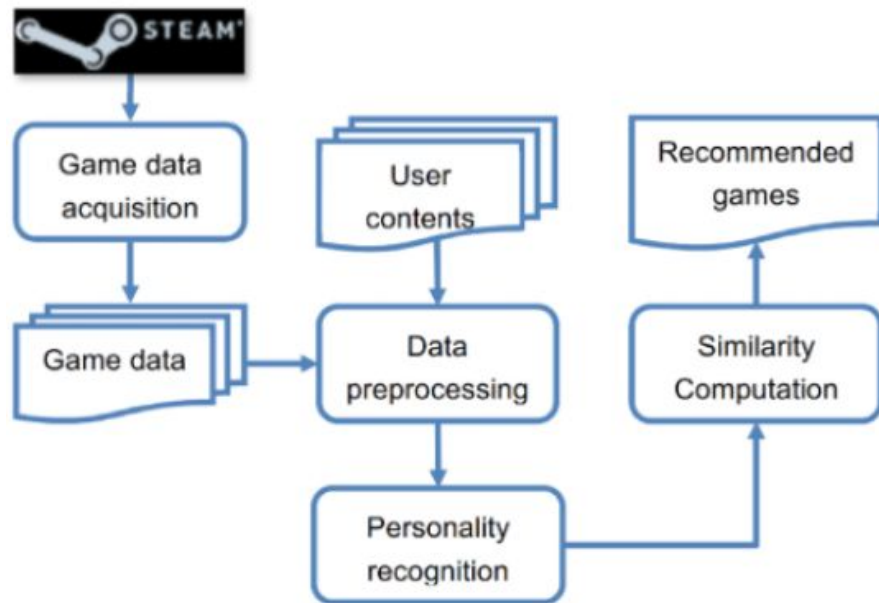 STEAM
Game data
acquisition
User
contents
Recommended
games
Game data
Data
preprocessing
Similarity
Computation
Personality
recognition